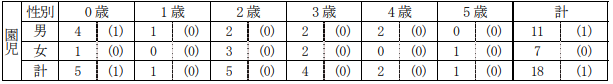 園児 性別 0歳 1歳 2歳 3歳 4歳 5歳 計
男 4 (1) 1 (0) 2 (0) 2 (0) 2 (0) 0 (0) 11 (1)
女 1 (0) 0 (0) 3 (0) 2 (0) 0 (0) 1 (0) 7 (0)
計 5 (1) 1 (0) 5 (0) 4 (0) 2 (0) 1 (0) 18 (1)